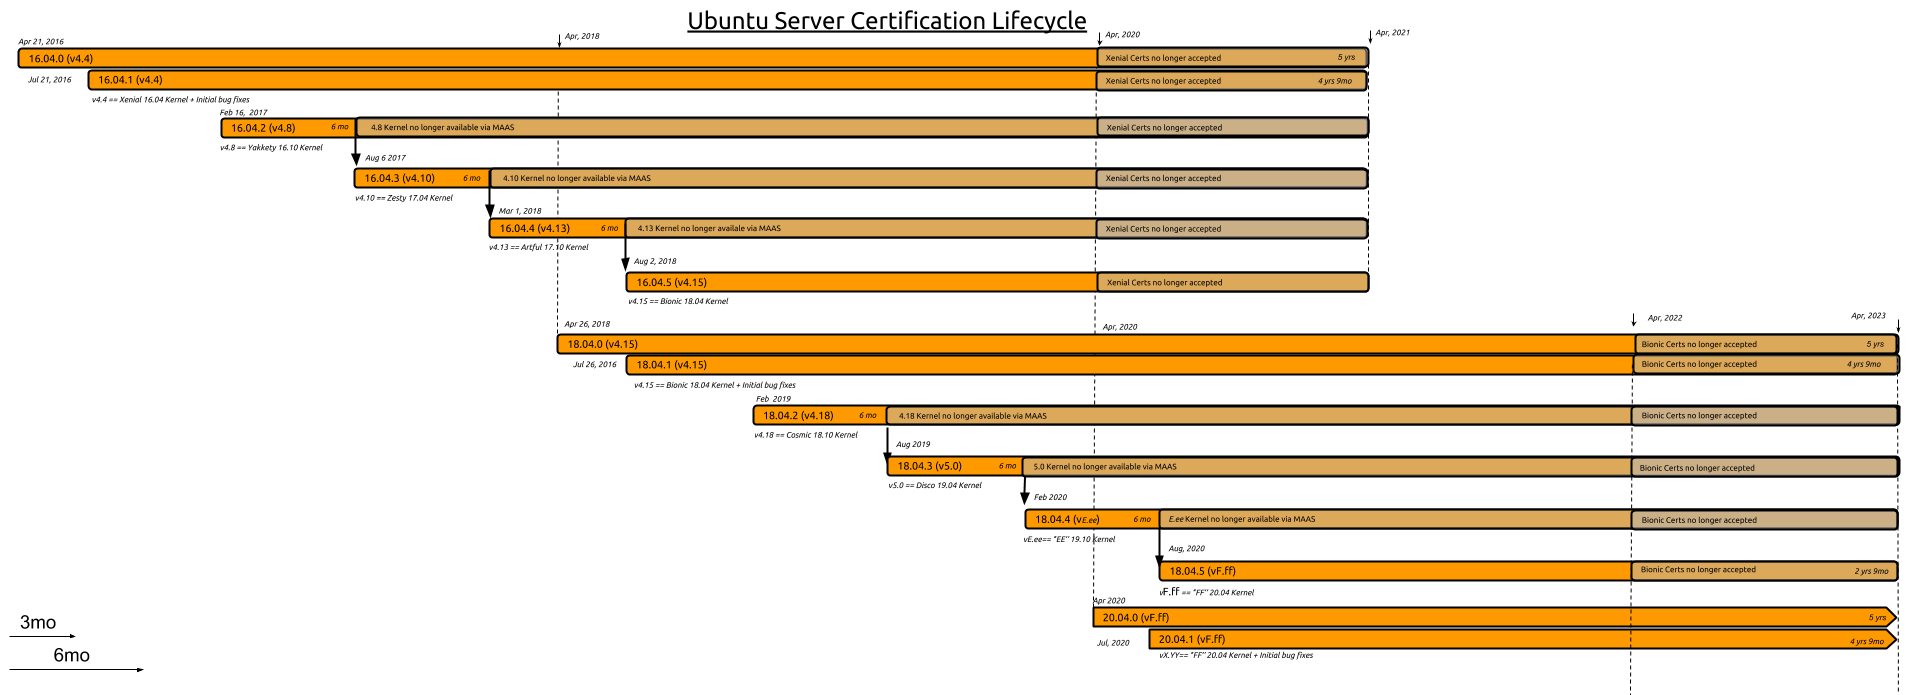 Ubuntu Server Certification Lifecycle
Apr 21, 2016
Apr, 2018
Apr, 2020
Apr, 2021
16.04.0 (v4.4)
Xenial Certs no longer accepted
5 yrs
Jul 21, 2016
16.04.1 (v4.4)
Xenial Certs no longer accepted
4 yrs 9mo
v4.4 == Xenial 16.04 Kernel + Initial bug fixes
Feb 16, 2017
16.04.2 (v4.8)
6 mo
4.8 Kernel no longer available via MAAS
Xenial Certs no longer accepted
v4.8 == Yakkety 16.10 Kernel
Aug 6 2017
16.04.3 (v4.10)
6 mo
4.10 Kernel no longer available via MAAS
Xenial Certs no longer accepted
v4.10 == Zesty 17.04 Kernel
Mar 1, 2018
16.04.4 (v4.13)
6 mo
4.13 Kernel no longer availale via MAAS
Xenial Certs no longer accepted
v4.13 == Artful 17.10 Kernel
Aug 2, 2018
16.04.5 (v4.15)
Xenial Certs no longer accepted
v4.15 == Bionic 18.04 Kernel
Apr 26, 2018
Apr, 2020
Apr, 2022
Apr, 2023
18.04.0 (v4.15)
Bionic Certs no longer accepted
5 yrs
Jul 26, 2016
18.04.1 (v4.15)
Bionic Certs no longer accepted
4 yrs 9mo
v4.15 == Bionic 18.04 Kernel + Initial bug fixes
Feb 2019
18.04.2 (v4.18)
6 mo
4.18 Kernel no longer available via MAAS
Bionic Certs no longer accepted
v4.18 == Cosmic 18.10 Kernel
Aug 2019
18.04.3 (v5.0)
6 mo
5.0 Kernel no longer available via MAAS
Bionic Certs no longer accepted
v5.0 == Disco 19.04 Kernel
Feb 2020
18.04.4 (vE.ee)
6 mo
E.ee Kernel no longer available via MAAS
Bionic Certs no longer accepted
vE.ee== "EE" 19.10 Kernel
Aug, 2020
18.04.5 (vF.ff)
Bionic Certs no longer accepted
2 yrs 9mo
vF.ff == "FF" 20.04 Kernel
Apr 2020
20.04.0 (vF.ff)
5 yrs
Jul, 2020
20.04.1 (vF.ff)
4 yrs 9mo
vX.YY== "FF" 20.04 Kernel + Initial bug fixes
3mo
6mo